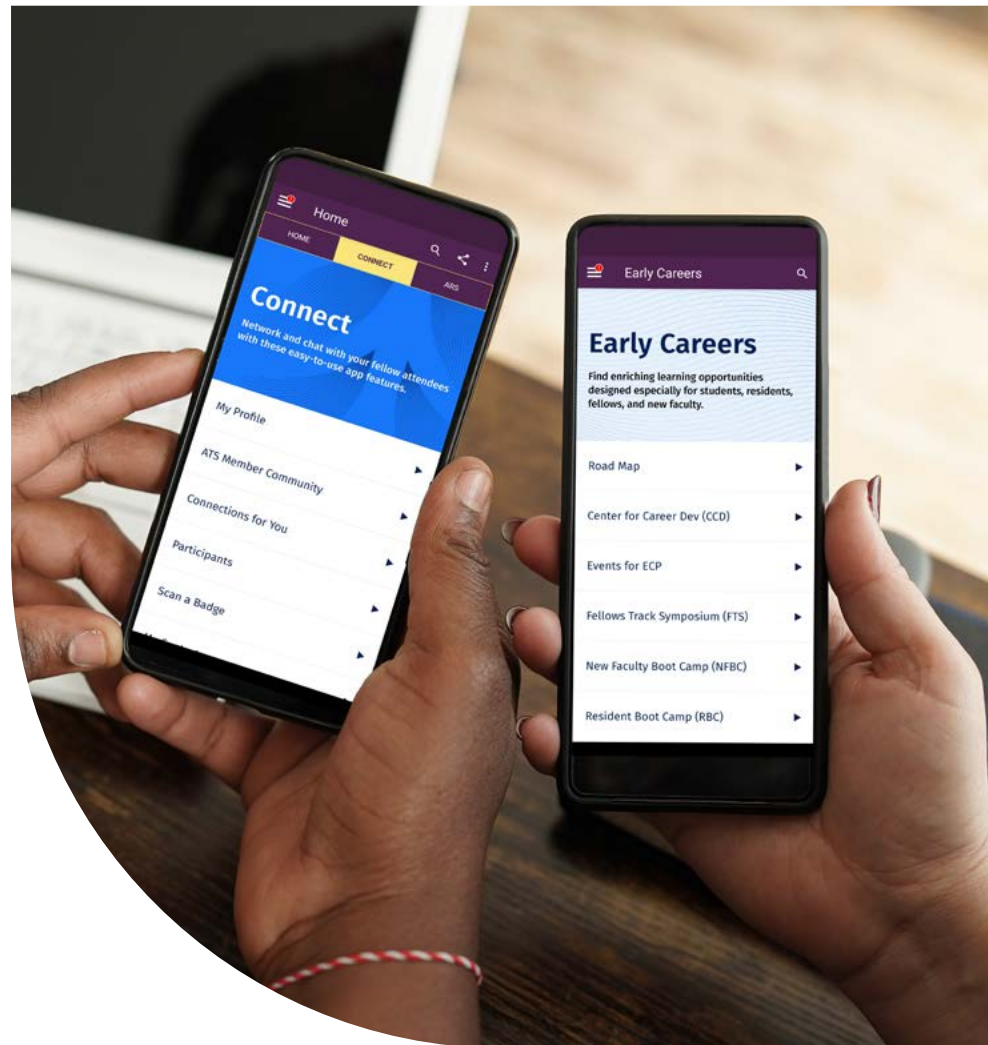 Home
HOME
CONNECT
ARS
Connect
Network and chat with your fellow attendees
with these easy-to-use app features.
My Profile
ATS Member Community
Connections for You
Participants
Scan a Badge
Early Careers
Early Careers
Find enriching learning opportunities
designed especially for students, residents,
fellows, and new faculty.
Road Map
Center for Career Dev (CCD)
Events for ECP
Fellows Track Symposium (FTS)
New Faculty Boot Camp (NFBC)
Resident Boot Camp (RBC)